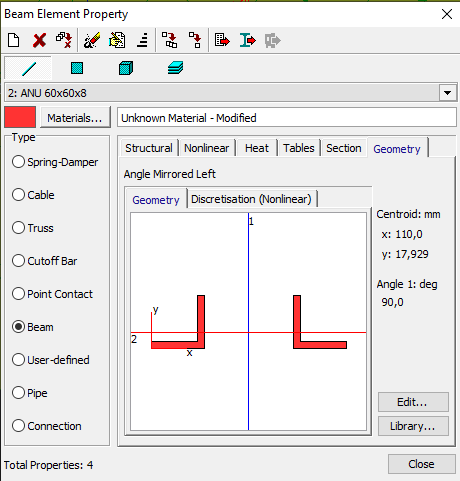 Beam Element Property
2: ANU 60x60x8
Materials...
Unknown Material - Modified
Type
Spring-Damper
Cable
Truss
Cutoff Bar
Point Contact
Beam
User-defined
Pipe
Connection
Structural Nonlinear Heat Tables Section Geometry
Angle Mirrored Left
Geometry Discretisation (Nonlinear)
1
y
2
x
Centroid: mm
x: 110,0
y: 17,929
Angle 1: deg
90,0
Edit...
Library...
Total Properties: 4
Close